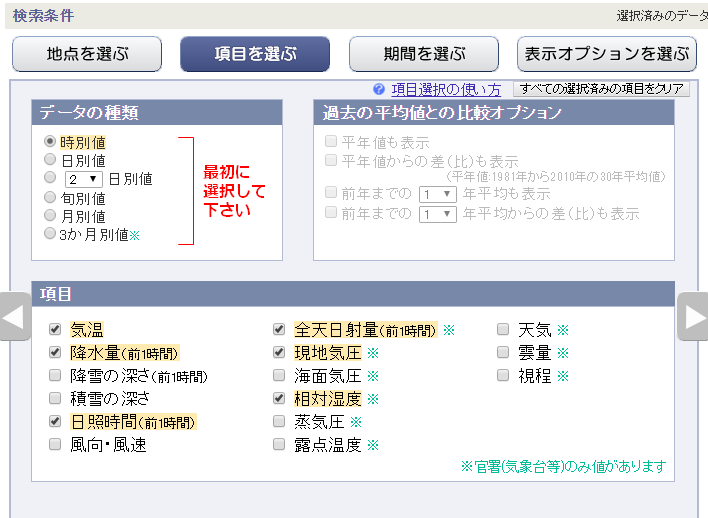 検索条件
選択済みのデータ
地点を選ぶ 項目を選ぶ 期間を選ぶ 表示オプションを選ぶ
? 項目選択の使い方 すべての選択済みの項目をクリア
データの種類
時別値
日別値
2 日別値
旬別値
月別値
3か月別値※
最初に
選択して
下さい
過去の平均値との比較オプション
平年値も表示
平年値からの差(比)も表示
(平年値:1981年から2010年の30年平均値)
前年までの 1 年平均も表示
前年までの 1 年平均からの差(比)も表示
項目
気温
降水量(前1時間)
降雪の深さ(前1時間)
積雪の深さ
日照時間(前1時間)
風向・風速
全天日射量(前1時間) ※
現地気圧 ※
海面気圧 ※
相対湿度 ※
蒸気圧 ※
露点温度 ※
天気 ※
雲量 ※
視程 ※
※官署(気象台等)のみ値があります